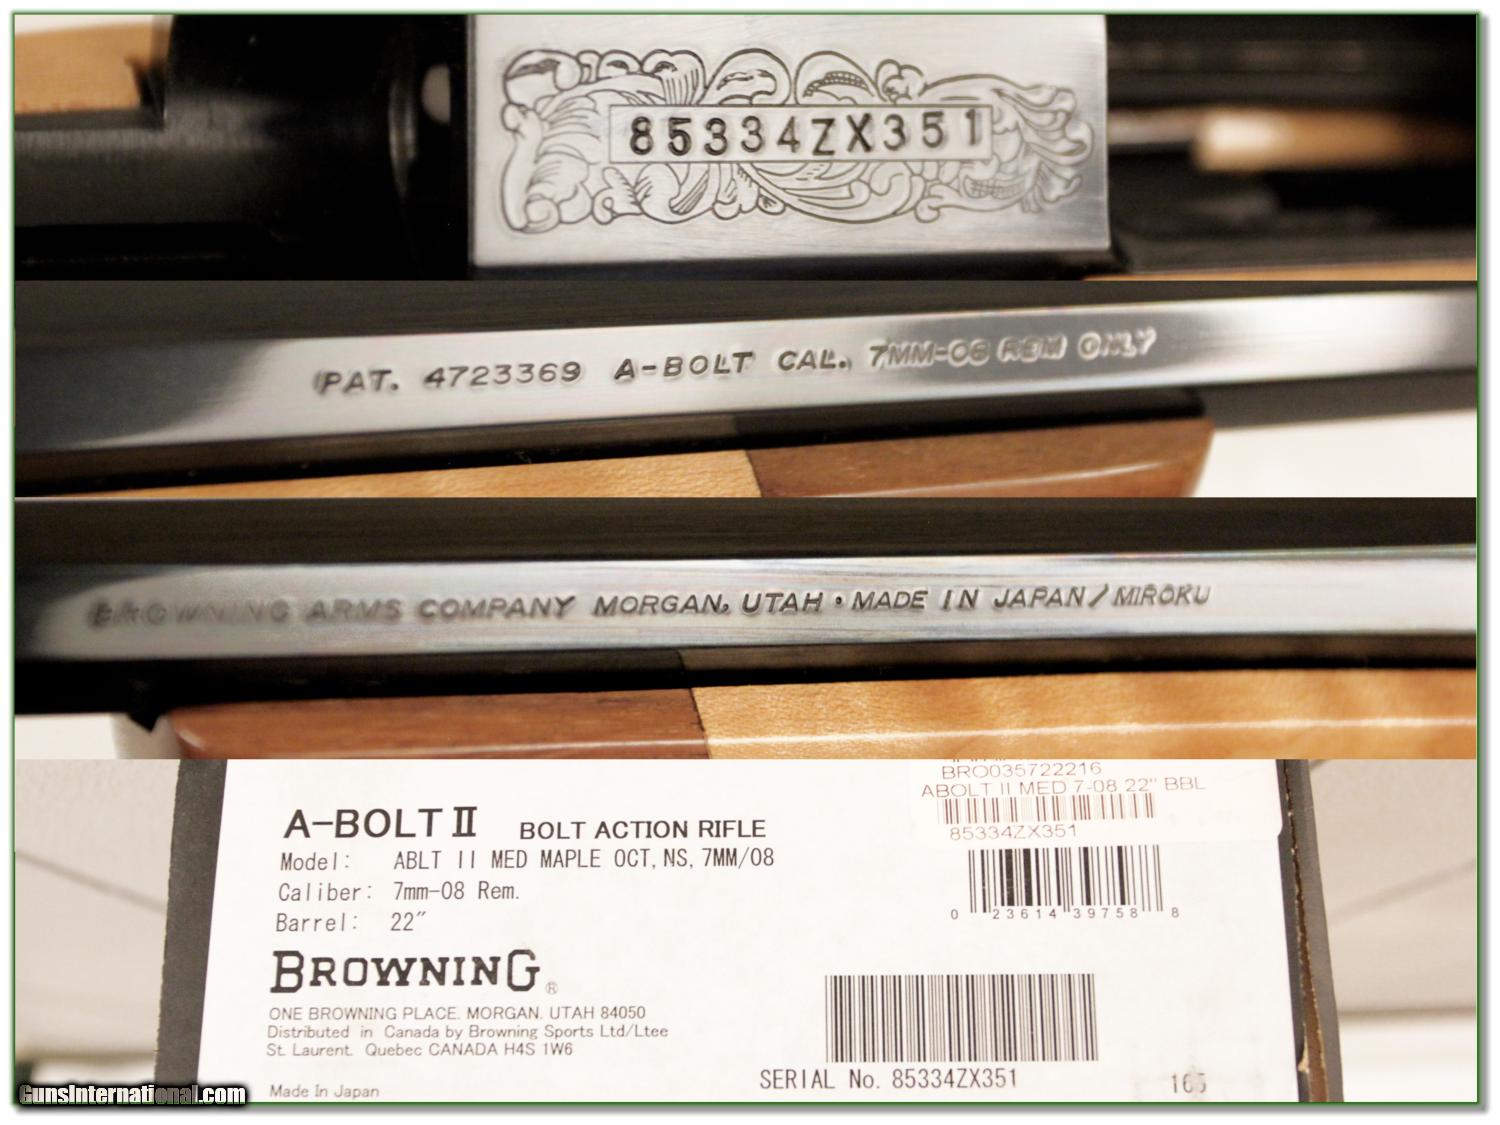 85334ZX351
PAT. 4723369 A-BOLT CAL., 7MM-08 REM ONLY
BROWNING ARMS COMPANY MORGAN, UTAH • MADE IN JAPAN/MIROKU
BRO035722216
ABOLT II MED 7-08 22" BBL
85334ZX351
A-BOLT II BOLT ACTION RIFLE
Model: ABLT II MED MAPLE OCT, NS, 7MM/08
Caliber: 7mm-08 Rem.
Barrel: 22"
0 23614 39758 8
BROWNING®
ONE BROWNING PLACE. MORGAN. UTAH 84050
Distributed in Canada by Browning Sports Ltd/Ltee
St. Laurent. Quebec CANADA H4S 1W6
SERIAL No. 85334ZX351
Made In Japan
GunsInternational.com